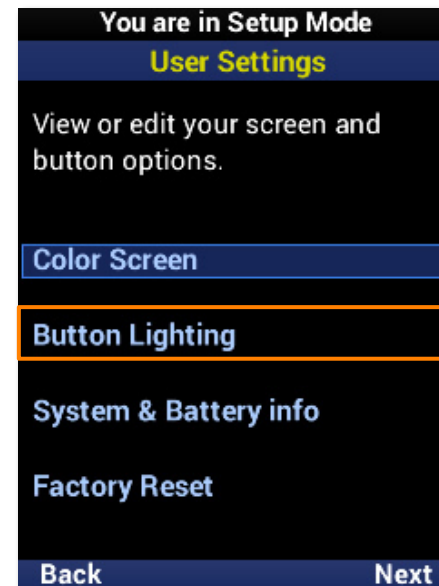 You are in Setup Mode
User Settings
View or edit your screen and
button options.
Color Screen
Button Lighting
System & Battery info
Factory Reset
Back Next